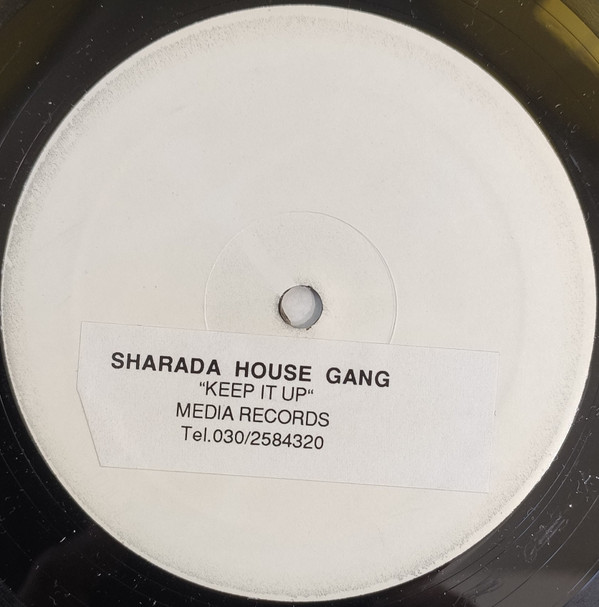 SHARADA HOUSE GANG
“KEEP IT UP“
MEDIA RECORDS
Tel.030/2584320